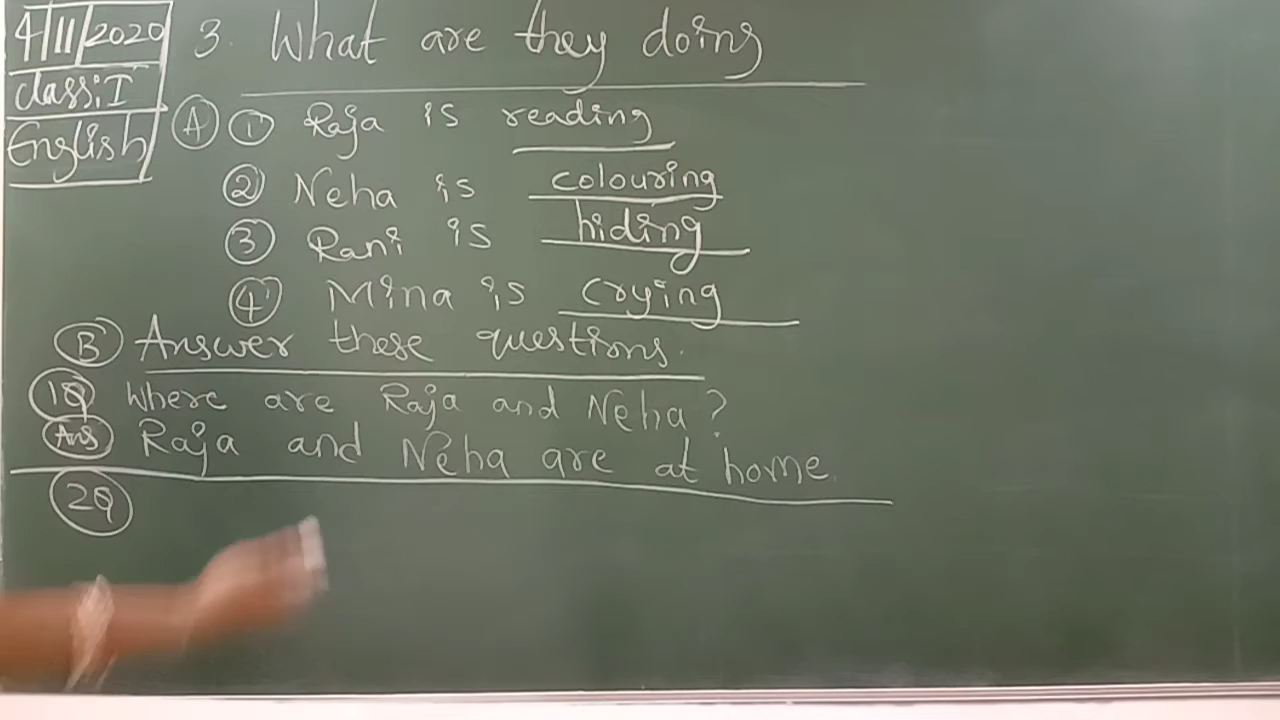 4/11/2020
Class: I
English
3. What are they doing
A 1 Raja is reading
2 Neha is colouring
3 Rani is hiding
4 Mina is crying
B Answer these questions.
1Q Where are Raja and Neha?
Ans Raja and Neha are at home.
2Q